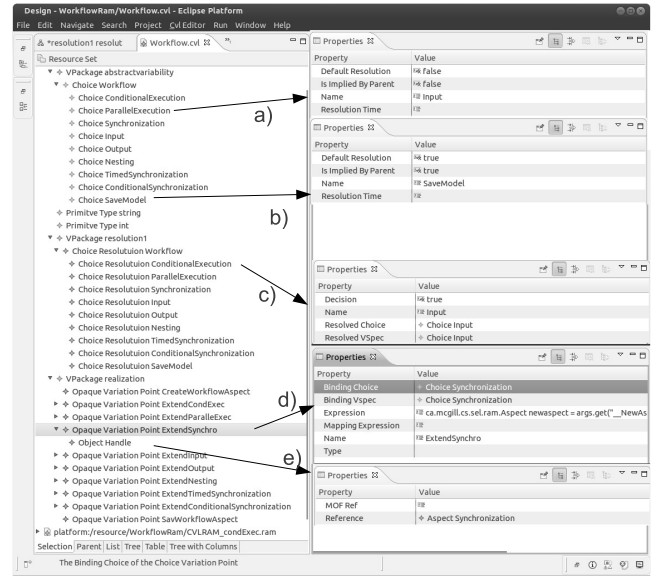 Design - WorkflowRam/Workflow.cvl - Eclipse Platform
File Edit Navigate Search Project CvlEditor Run Window Help
*resolution1 resolut
Workflow.cvl
Resource Set
VPackage abstractvariability
Choice Workflow
Choice ConditionalExecution
Choice ParallelExecution
Choice Synchronization
Choice Input
Choice Output
Choice Nesting
Choice TimedSynchronization
Choice ConditionalSynchronization
Choice SaveModel
Primitve Type string
Primitve Type int
VPackage resolution1
Choice Resolutuion Workflow
Choice Resolutuion ConditionalExecution
Choice Resolutuion ParallelExecution
Choice Resolutuion Synchronization
Choice Resolutuion Input
Choice Resolutuion Output
Choice Resolutuion Nesting
Choice Resolutuion TimedSynchronization
Choice Resolutuion ConditionalSynchronization
Choice Resolutuion SaveModel
VPackage realization
Opaque Variation Point CreateWorkflowAspect
Opaque Variation Point ExtendCondExec
Opaque Variation Point ExtendParalleExec
Opaque Variation Point ExtendSynchro
Object Handle
Opaque Variation Point ExtendInput
Opaque Variation Point ExtendOutput
Opaque Variation Point ExtendNesting
Opaque Variation Point ExtendTimedSynchronization
Opaque Variation Point ExtendConditionalSynchronization
Opaque Variation Point SavWorkflowAspect
platform:/resource/WorkflowRam/CVLRAM_condExec.ram
Selection Parent List Tree Table Tree with Columns
The Binding Choice of the Choice Variation Point
a)
Properties
Property Value
Default Resolution false
Is Implied By Parent false
Name Input
Resolution Time
b)
Properties
Property Value
Default Resolution true
Is Implied By Parent true
Name SaveModel
Resolution Time
c)
Properties
Property Value
Decision true
Name Input
Resolved Choice Choice Input
Resolved VSpec Choice Input
d)
Properties
Property Value
Binding Choice Choice Synchronization
Binding Vspec Choice Synchronization
Expression ca.mcgill.cs.sel.ram.Aspect newaspect = args.get("__NewAs
Mapping Expression
Name ExtendSynchro
Type
e)
Properties
Property Value
MOF Ref
Reference Aspect Synchronization